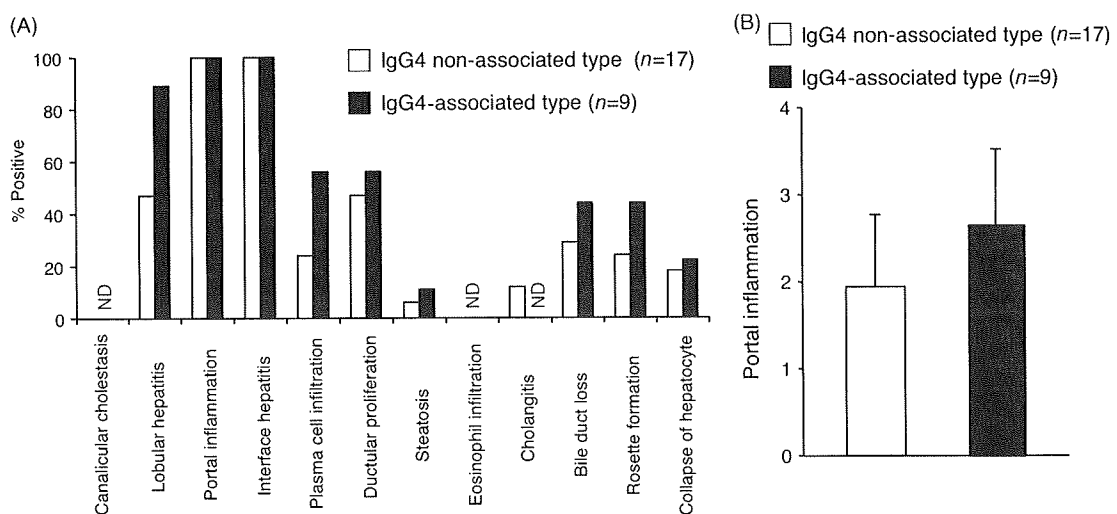 (A)
IgG4 non-associated type (n=17)
IgG4-associated type (n=9)
% Positive
100
80
60
40
20
0
ND
ND
ND
Canalicular cholestasis
Lobular hepatitis
Portal inflammation
Interface hepatitis
Plasma cell infiltration
Ductular proliferation
Steatosis
Eosinophil infiltration
Cholangitis
Bile duct loss
Rosette formation
Collapse of hepatocyte
(B)
IgG4 non-associated type (n=17)
IgG4-associated type (n=9)
Portal inflammation
4
3
2
1
0